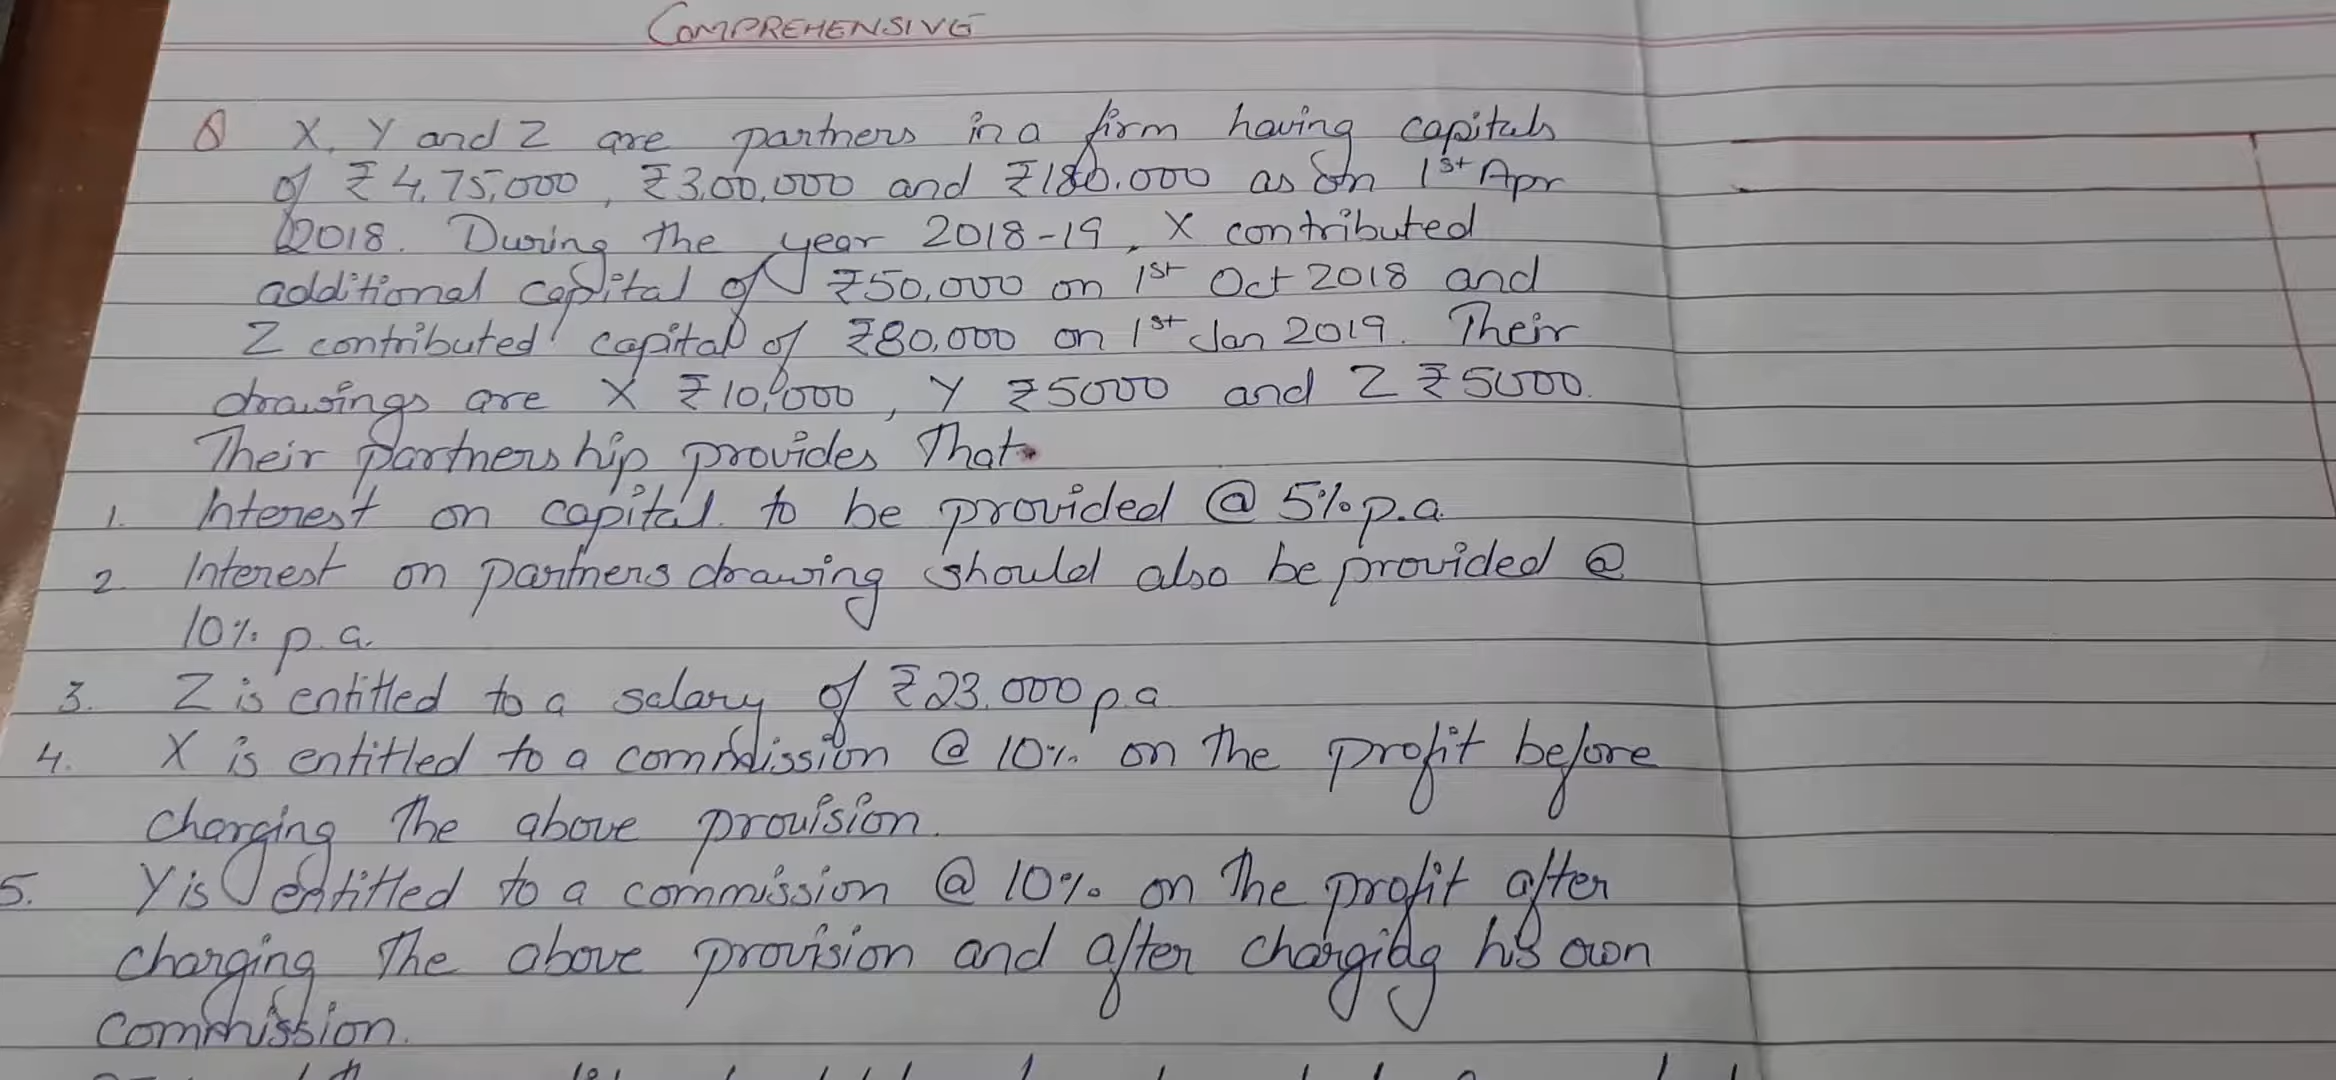 COMPREHENSIVE
Q X, Y and Z are partners in a firm having capitals
of ₹4,75,000, ₹3,00,000 and ₹180,000 as on 1st Apr
2018. During the year 2018-19, X contributed
additional capital of ₹50,000 on 1st Oct 2018 and
Z contributed capital of ₹80,000 on 1st Jan 2019. Their
drawings are X ₹10,000, Y ₹5000 and Z ₹5000.
Their partnership provides That
1. Interest on capital to be provided @ 5% p.a
2. Interest on partners drawing should also be provided @
10% p.a.
3. Z is entitled to a salary of ₹23,000 p.a
4. X is entitled to a commission @ 10% on the profit before
charging the above provision.
5. Y is entitled to a commission @ 10% on the profit after
charging the above provision and after charging his own
commission.